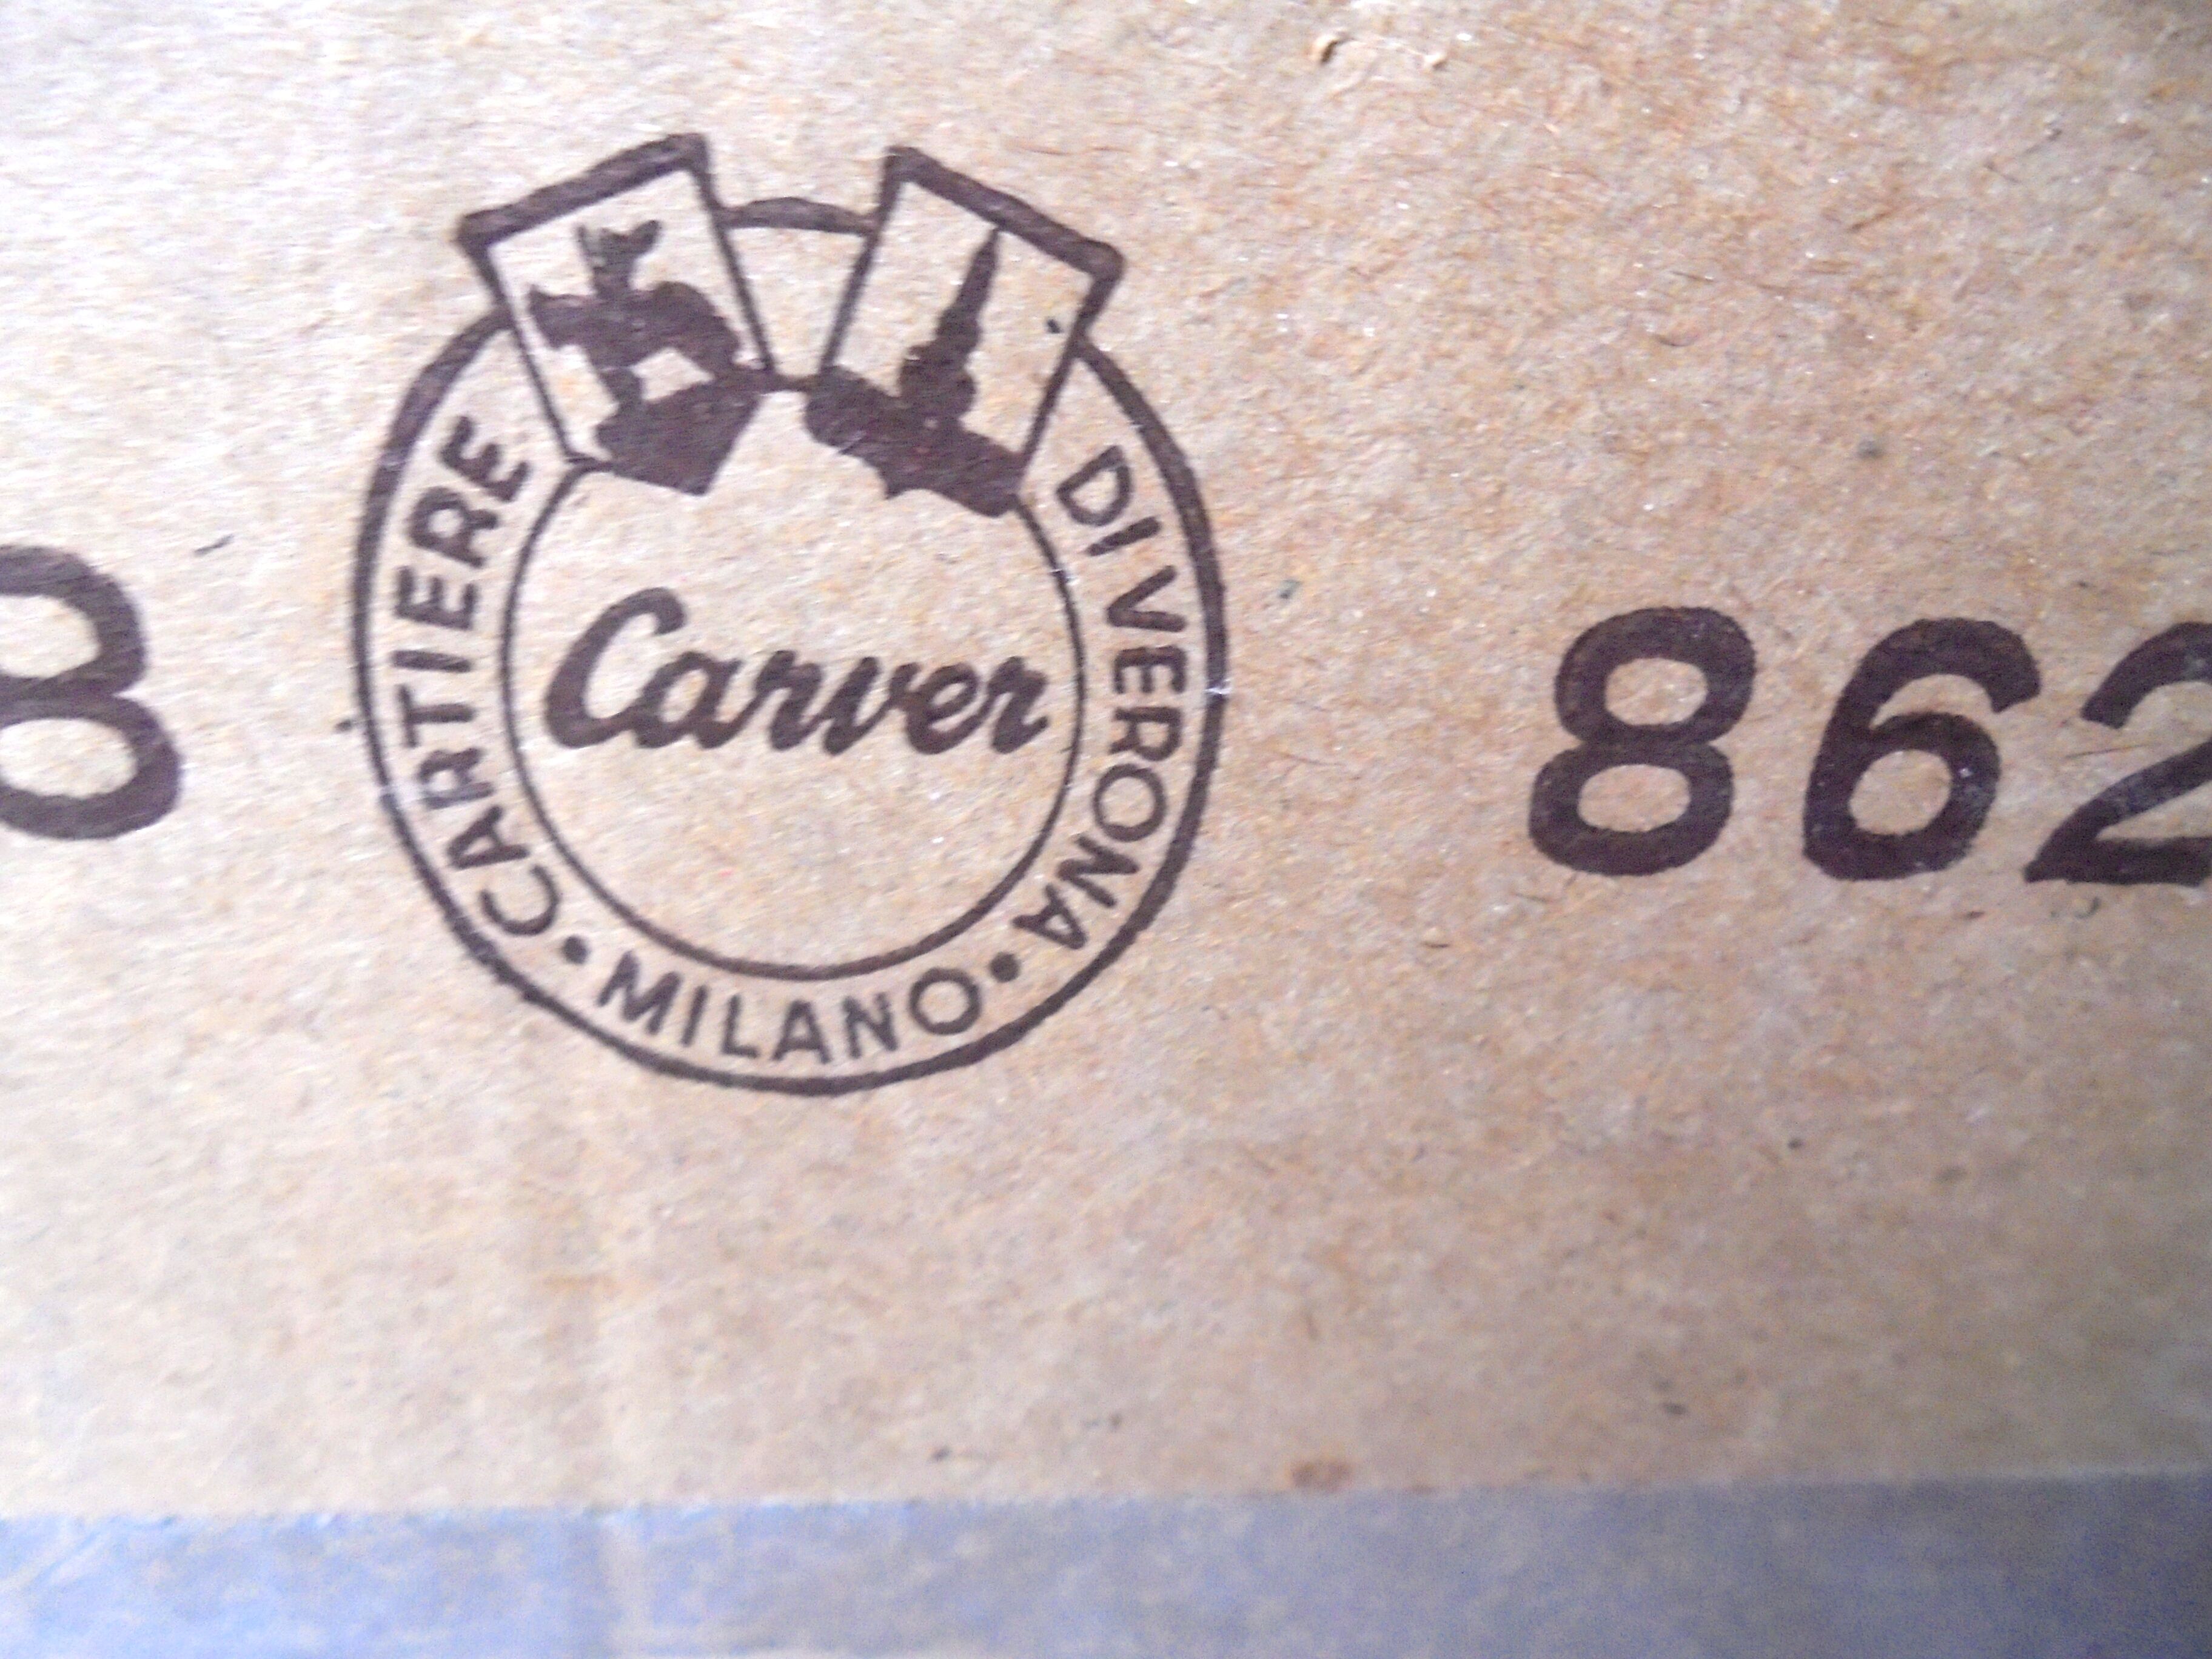 8
CARTIERE DI VERONA • MILANO •
Carver
862